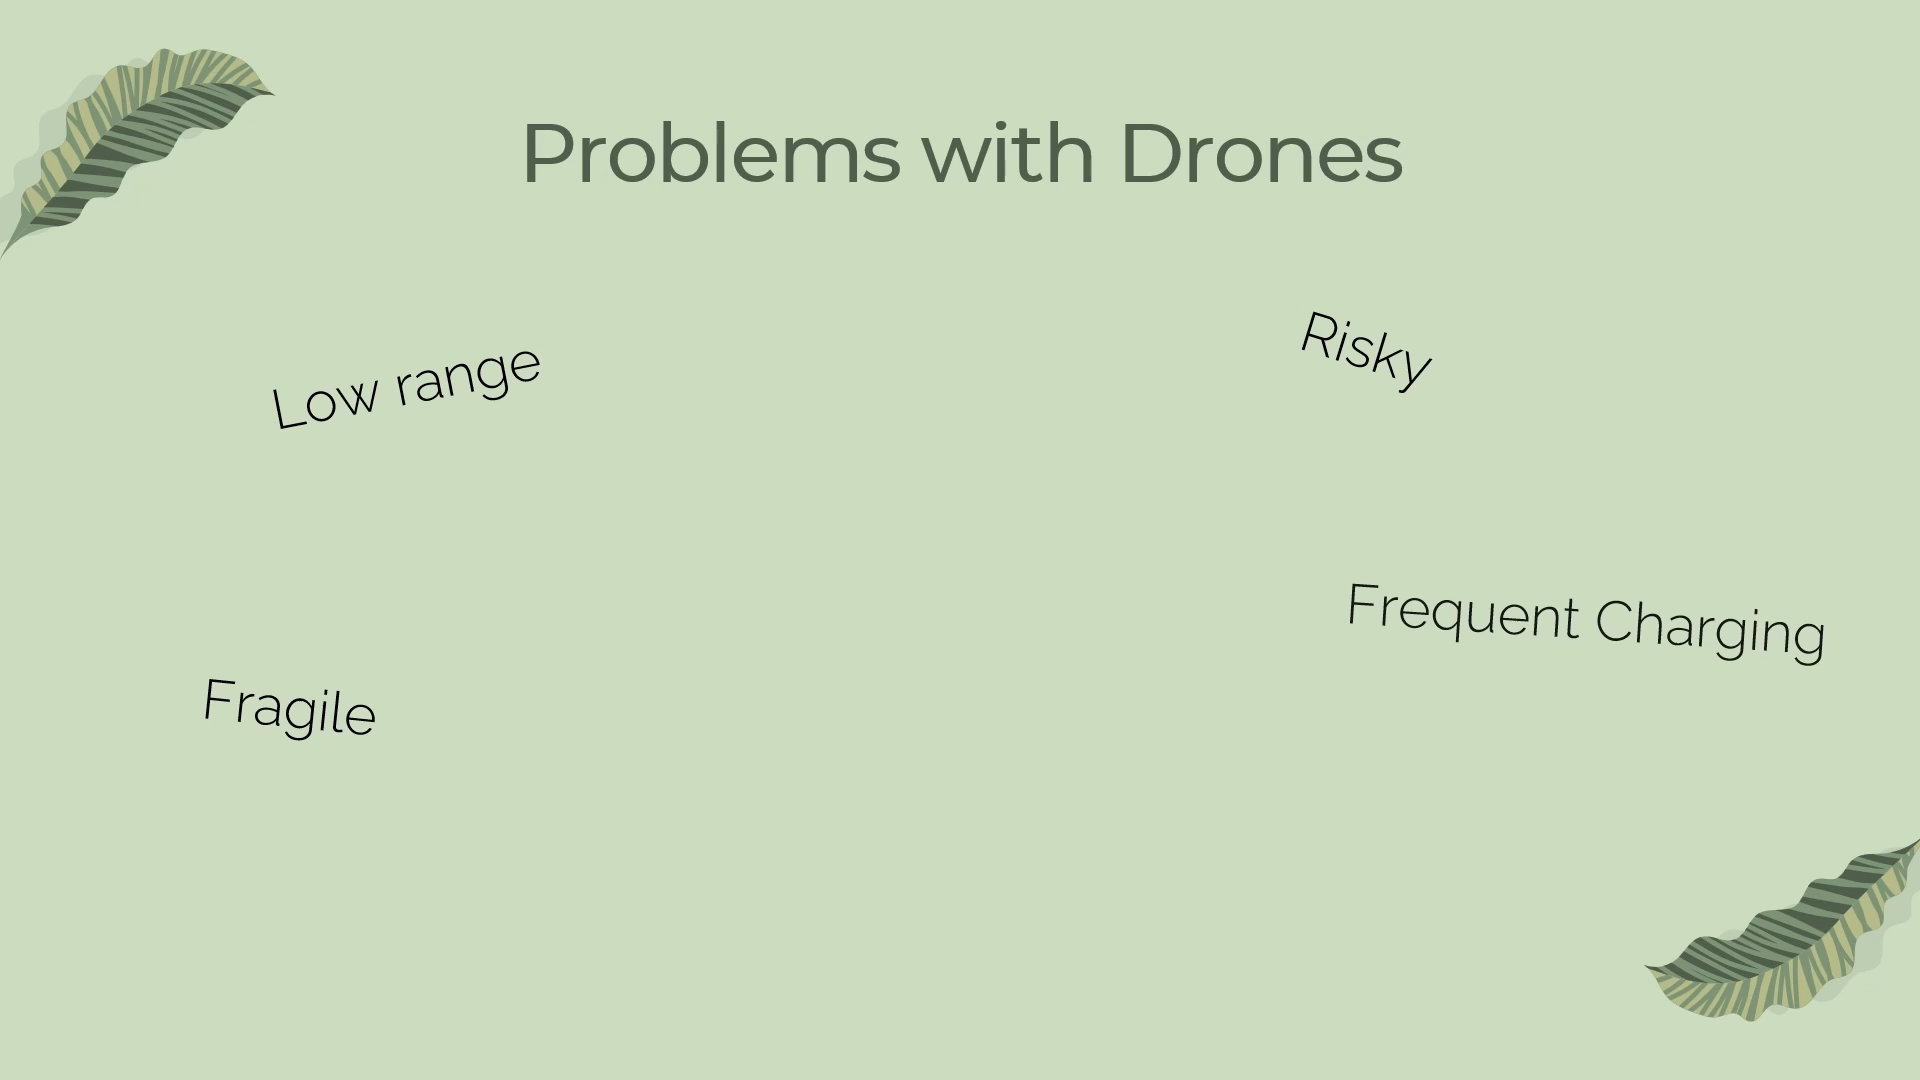 Problems with Drones
Low range
Risky
Frequent Charging
Fragile